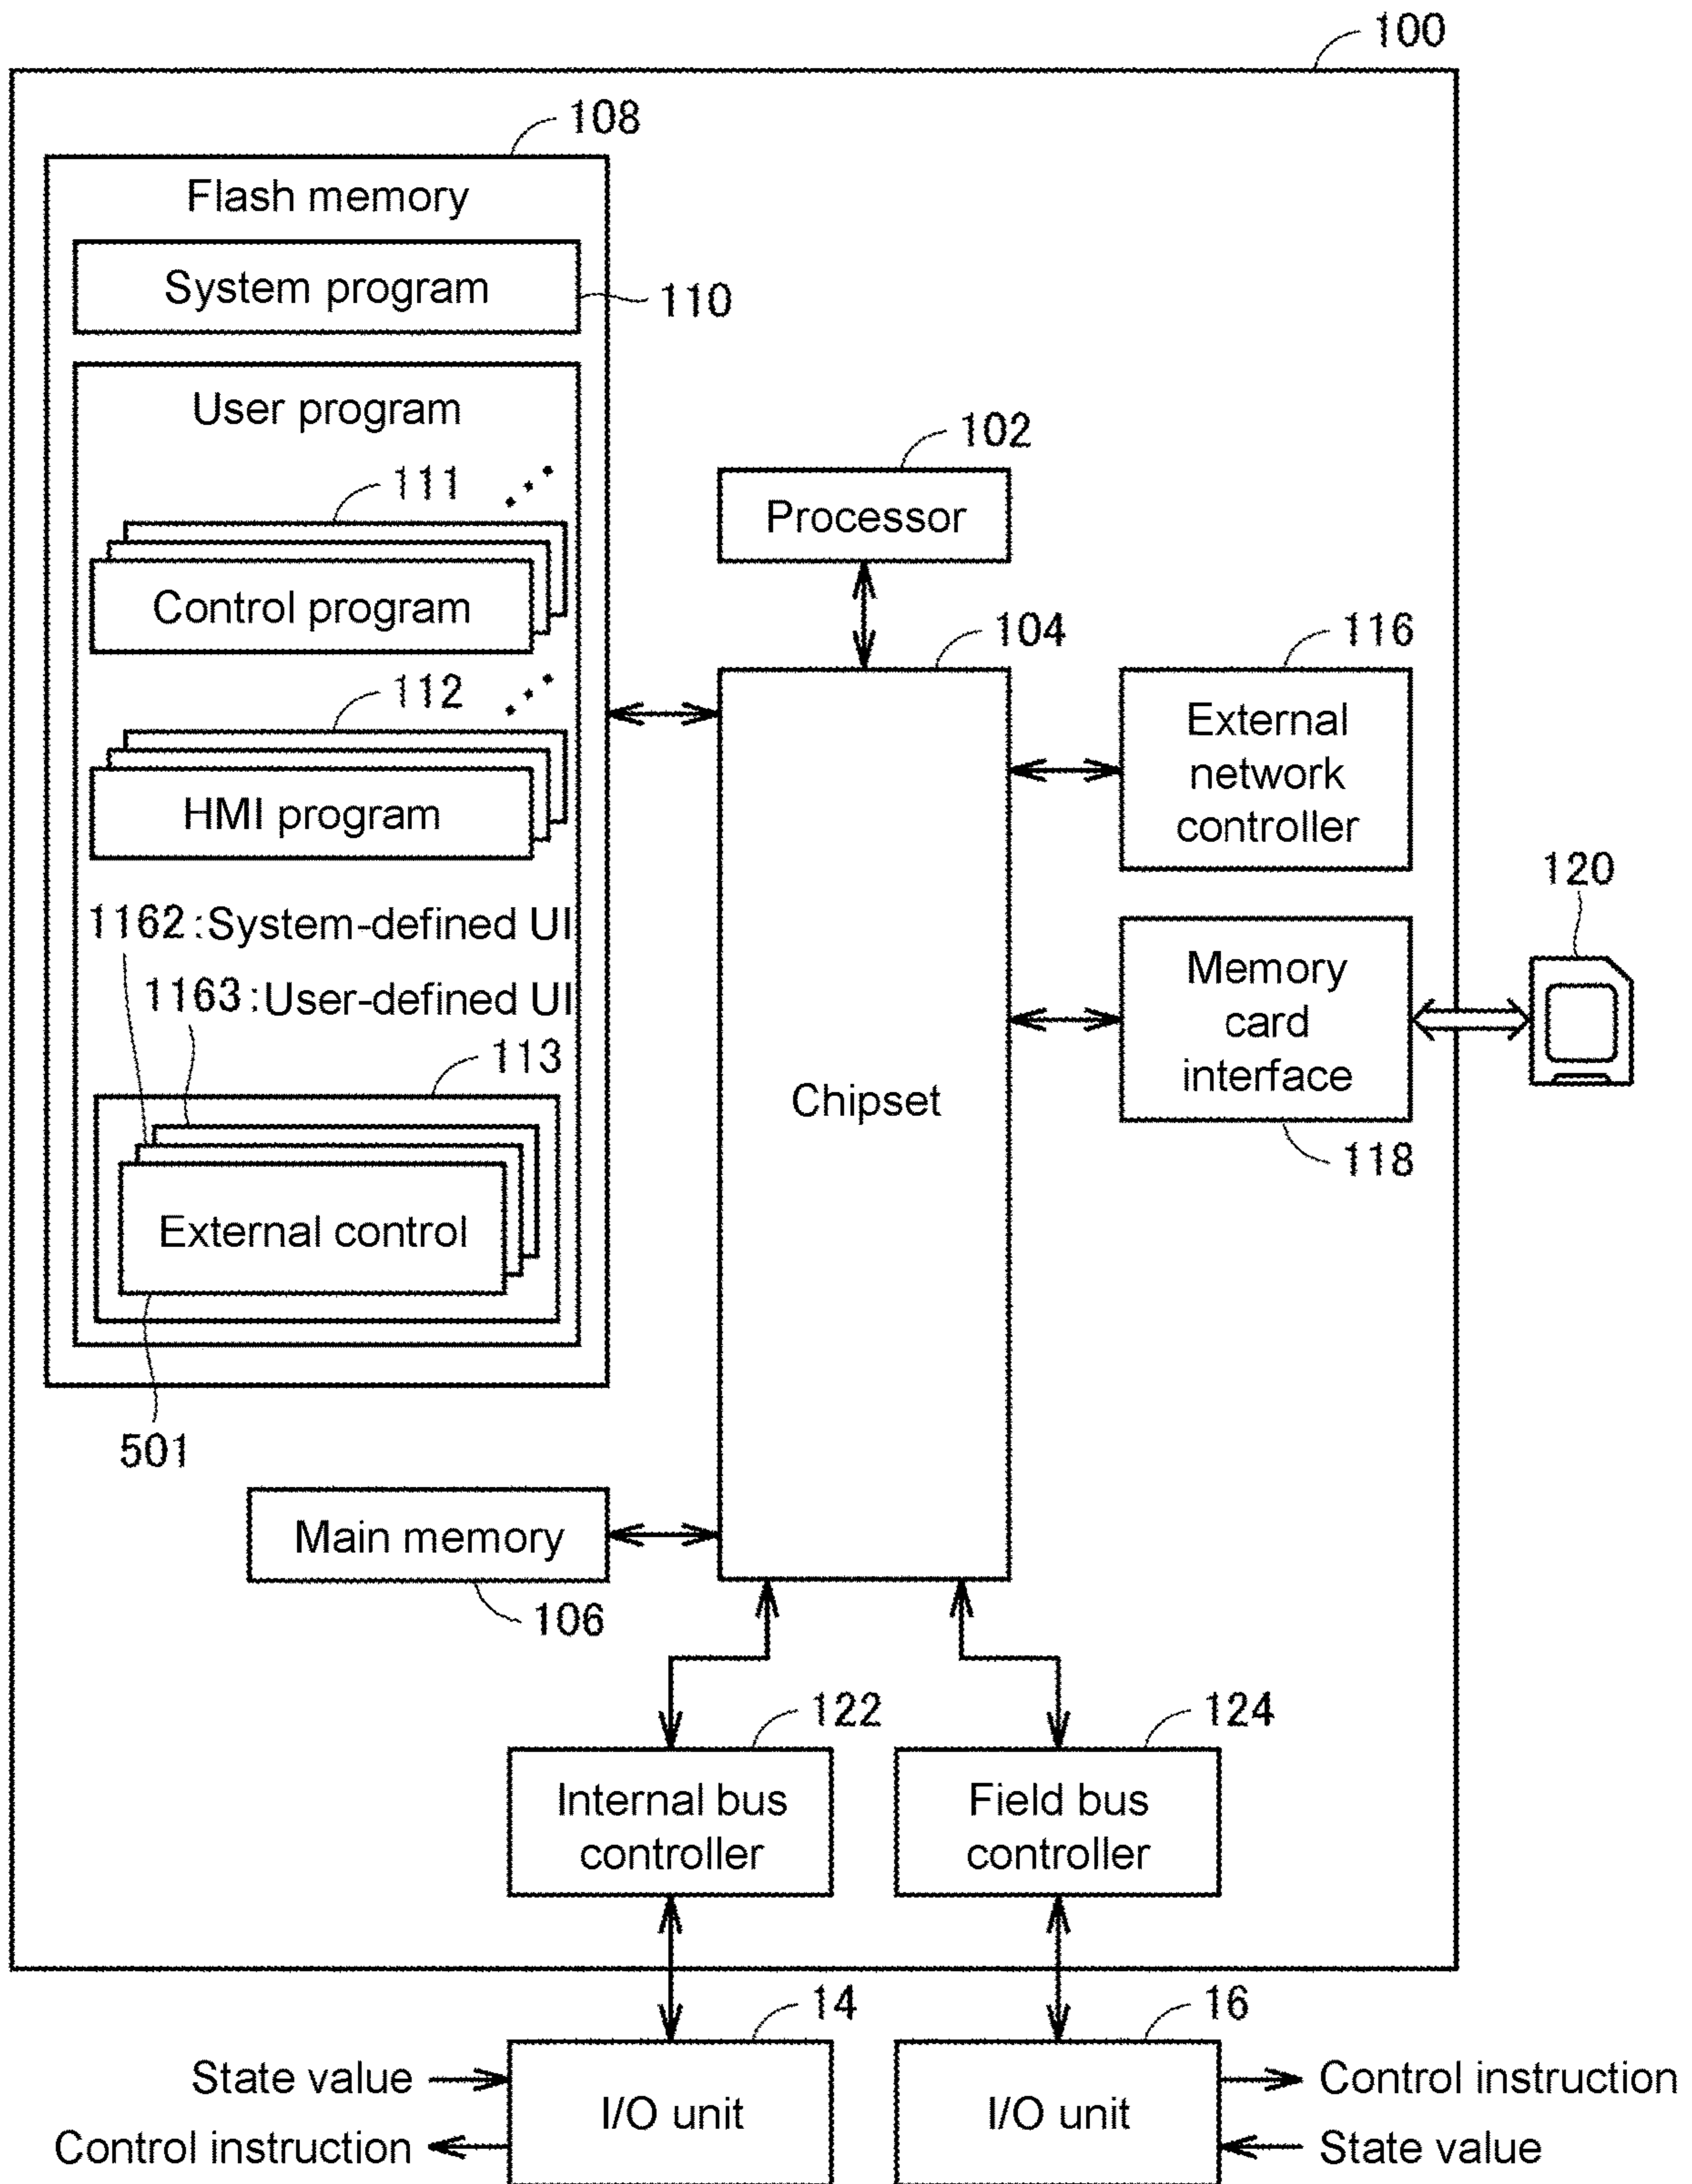 100
108
Flash memory
System program
110
User program
111
Control program
112
HMI program
1162:System-defined UI
1163:User-defined UI
113
External control
501
102
Processor
104
Chipset
116
External
network
controller
120
Memory
card
interface
118
Main memory
106
122
Internal bus
controller
124
Field bus
controller
14
I/O unit
State value
Control instruction
16
I/O unit
Control instruction
State value